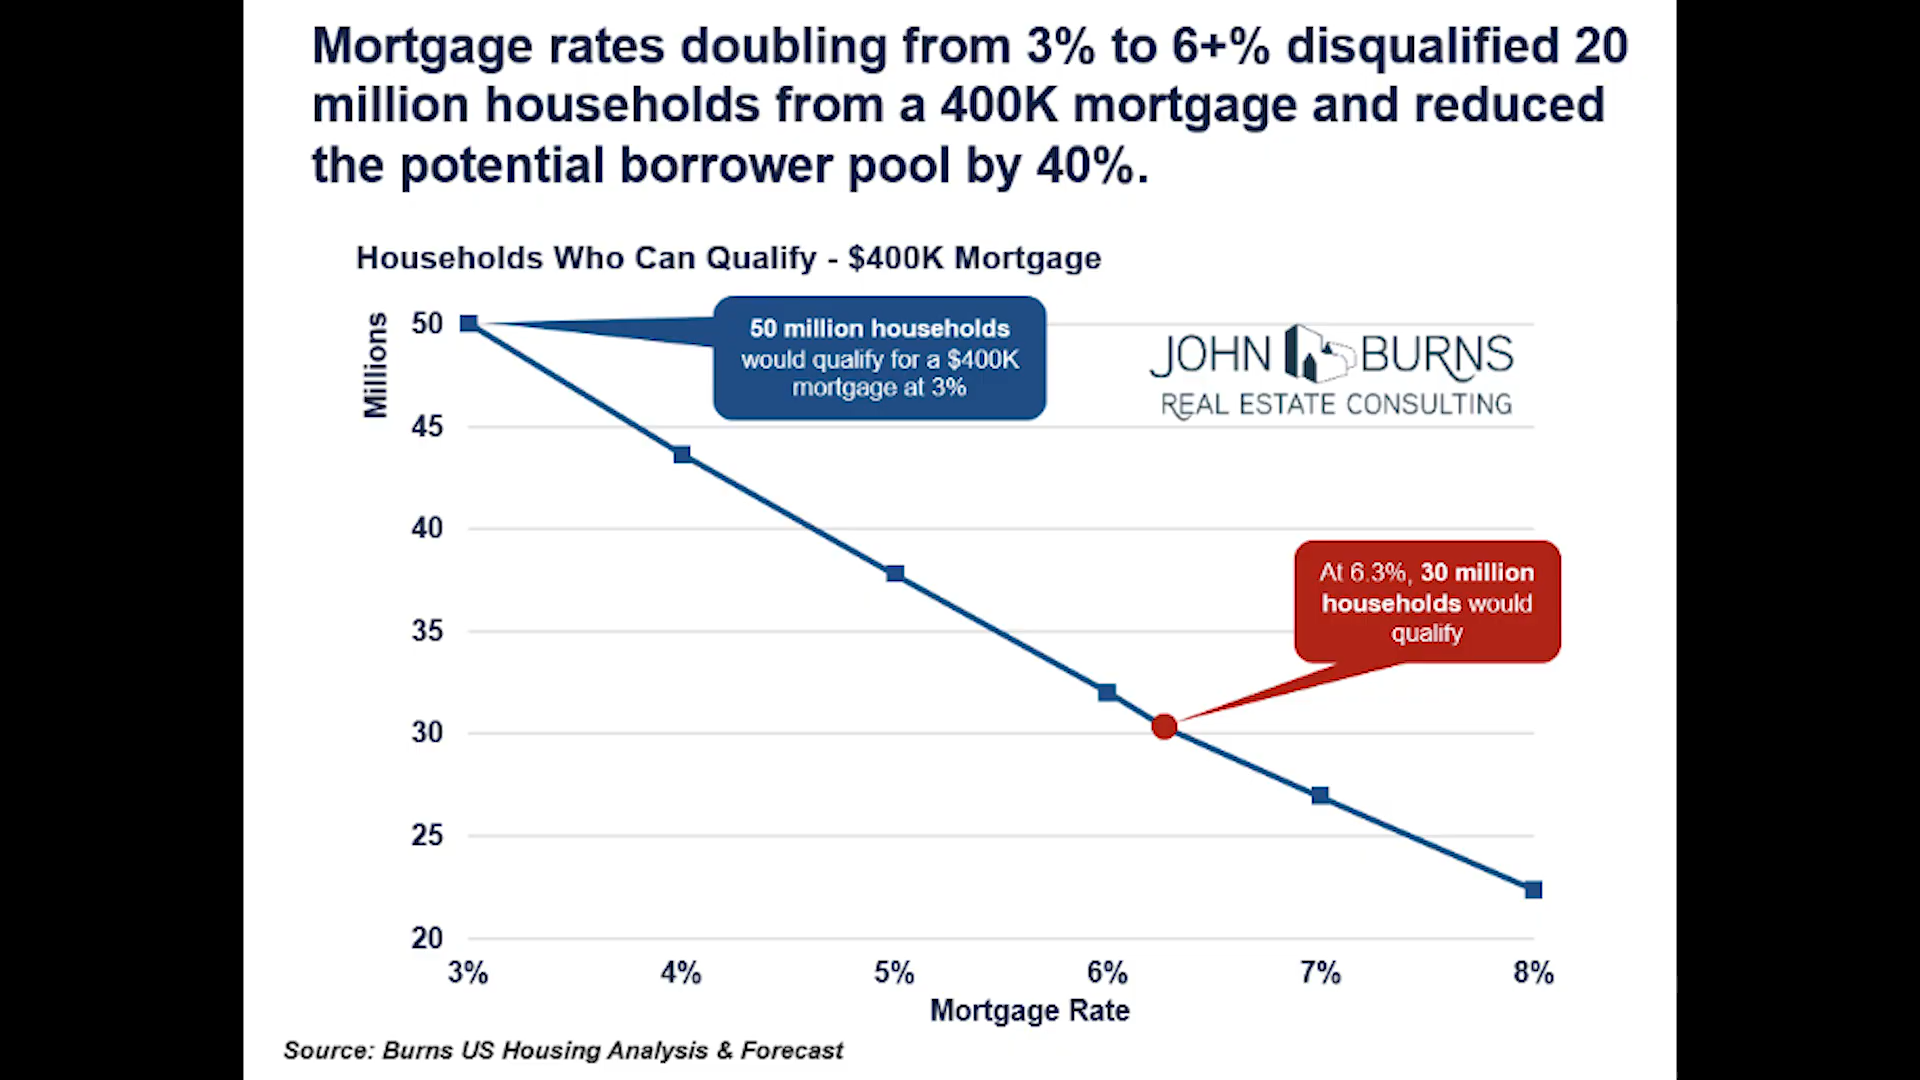 Mortgage rates doubling from 3% to 6+% disqualified 20
million households from a 400K mortgage and reduced
the potential borrower pool by 40%.
Households Who Can Qualify - $400K Mortgage
Millions
50
45
40
35
30
25
20
50 million households
would qualify for a $400K
mortgage at 3%
JOHN BURNS
REAL ESTATE CONSULTING
At 6.3%, 30 million
households would
qualify
3% 4% 5% 6% 7% 8%
Mortgage Rate
Source: Burns US Housing Analysis & Forecast